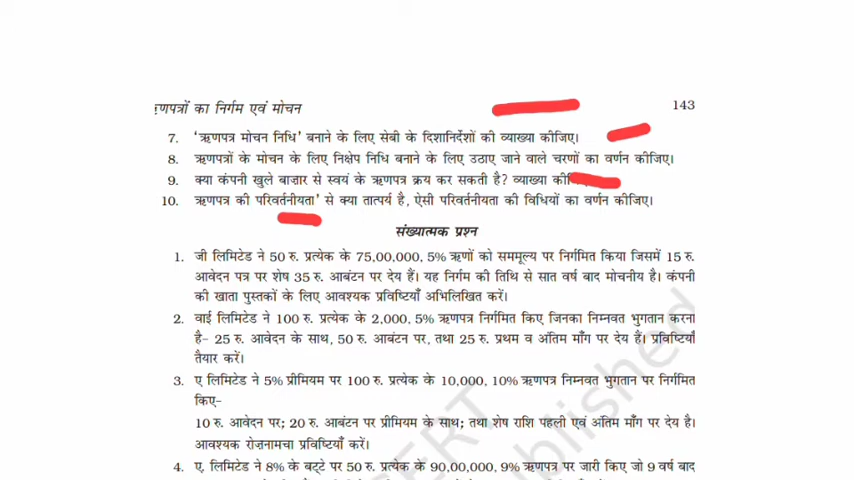 ऋणपत्रों का निर्गम एवं मोचन 143
7. 'ऋणपत्र मोचन निधि' बनाने के लिए सेबी के दिशानिर्देशों की व्याख्या कीजिए।
8. ऋणपत्रों के मोचन के लिए निक्षेप निधि बनाने के लिए उठाए जाने वाले चरणों का वर्णन कीजिए।
9. क्या कंपनी खुले बाज़ार से स्वयं के ऋणपत्र क्रय कर सकती है? व्याख्या
10. ऋणपत्र की परिवर्तनीयता' से क्या तात्पर्य है, ऐसी परिवर्तनीयता की विधियों का वर्णन कीजिए।
संख्यात्मक प्रश्न
1. जी लिमिटेड ने 50 रु. प्रत्येक के 75,00,000, 5% ऋणों को सममूल्य पर निर्गमित किया जिसमें 15 रु.
आवेदन पत्र पर शेष 35 रु. आबंटन पर देय हैं। यह निर्गम की तिथि से सात वर्ष बाद मोचनीय है। कंपनी
की खाता पुस्तकों के लिए आवश्यक प्रविष्टियाँ अभिलिखित करें।
2. वाई लिमिटेड ने 100 रु. प्रत्येक के 2,000, 5% ऋणपत्र निर्गमित किए जिनका निम्नवत भुगतान करना
है- 25 रु. आवेदन के साथ, 50 रु. आबंटन पर, तथा 25 रु. प्रथम व अंतिम माँग पर देय हैं। प्रविष्टियाँ
तैयार करें।
3. ए लिमिटेड ने 5% प्रीमियम पर 100 रु. प्रत्येक के 10,000, 10% ऋणपत्र निम्नवत भुगतान पर निर्गमित
किए-
10 रु. आवेदन पर; 20 रु. आबंटन पर प्रीमियम के साथ; तथा शेष राशि पहली एवं अंतिम माँग पर देय है।
आवश्यक रोज़नामचा प्रविष्टियाँ करें।
4. ए. लिमिटेड ने 8% के बट्टे पर 50 रु. प्रत्येक के 90,00,000, 9% ऋणपत्र पर जारी किए जो 9 वर्ष बाद